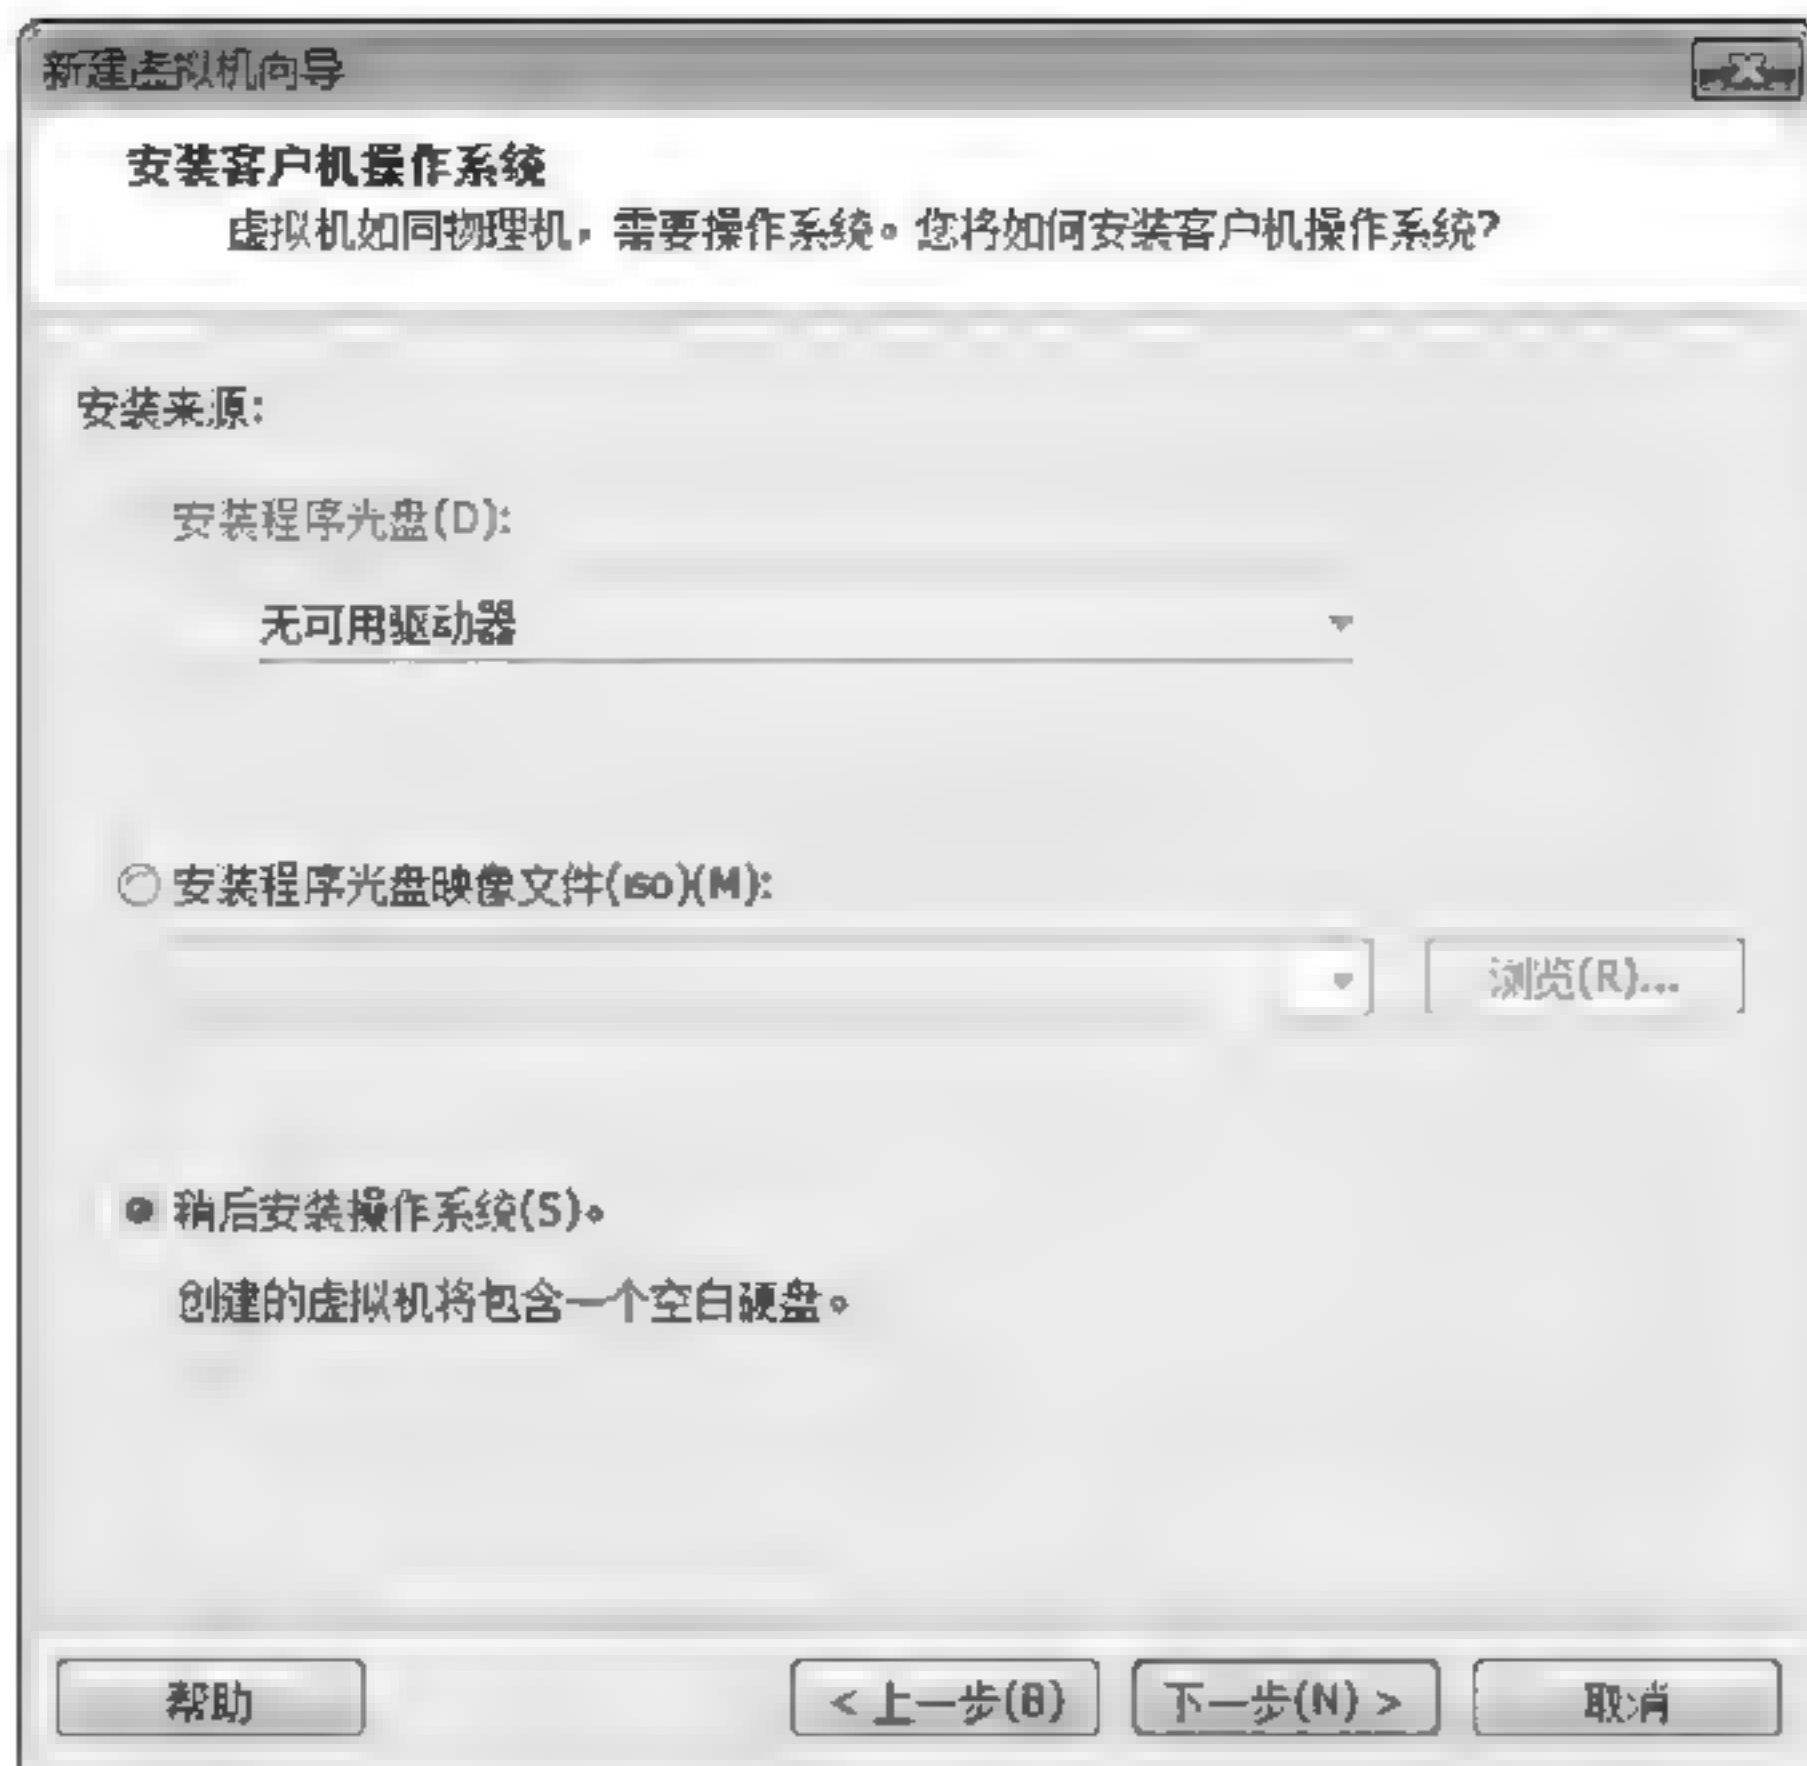 新建虚拟机向导
安装客户机操作系统
虚拟机如同物理机，需要操作系统。您将如何安装客户机操作系统?
安装来源:
安装程序光盘(D):
无可用驱动器
安装程序光盘映像文件(iso)(M):
浏览(R)...
稍后安装操作系统(S)。
创建的虚拟机将包含一个空白硬盘。
帮助
< 上一步(B)
下一步(N) >
取消